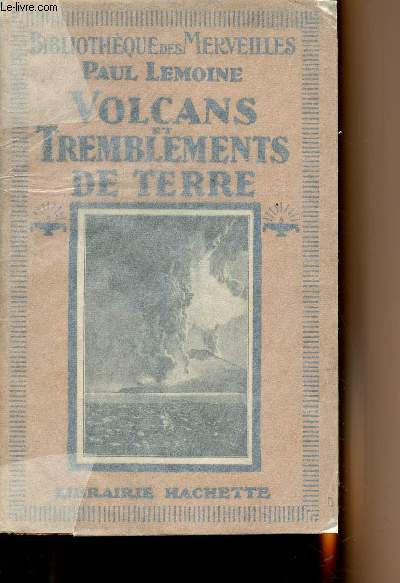 Le-livre.com
BIBLIOTHÈQUE DES MERVEILLES
PAUL LEMOINE
VOLCANS
ET
TREMBLEMENTS
DE TERRE
LIBRAIRIE HACHETTE